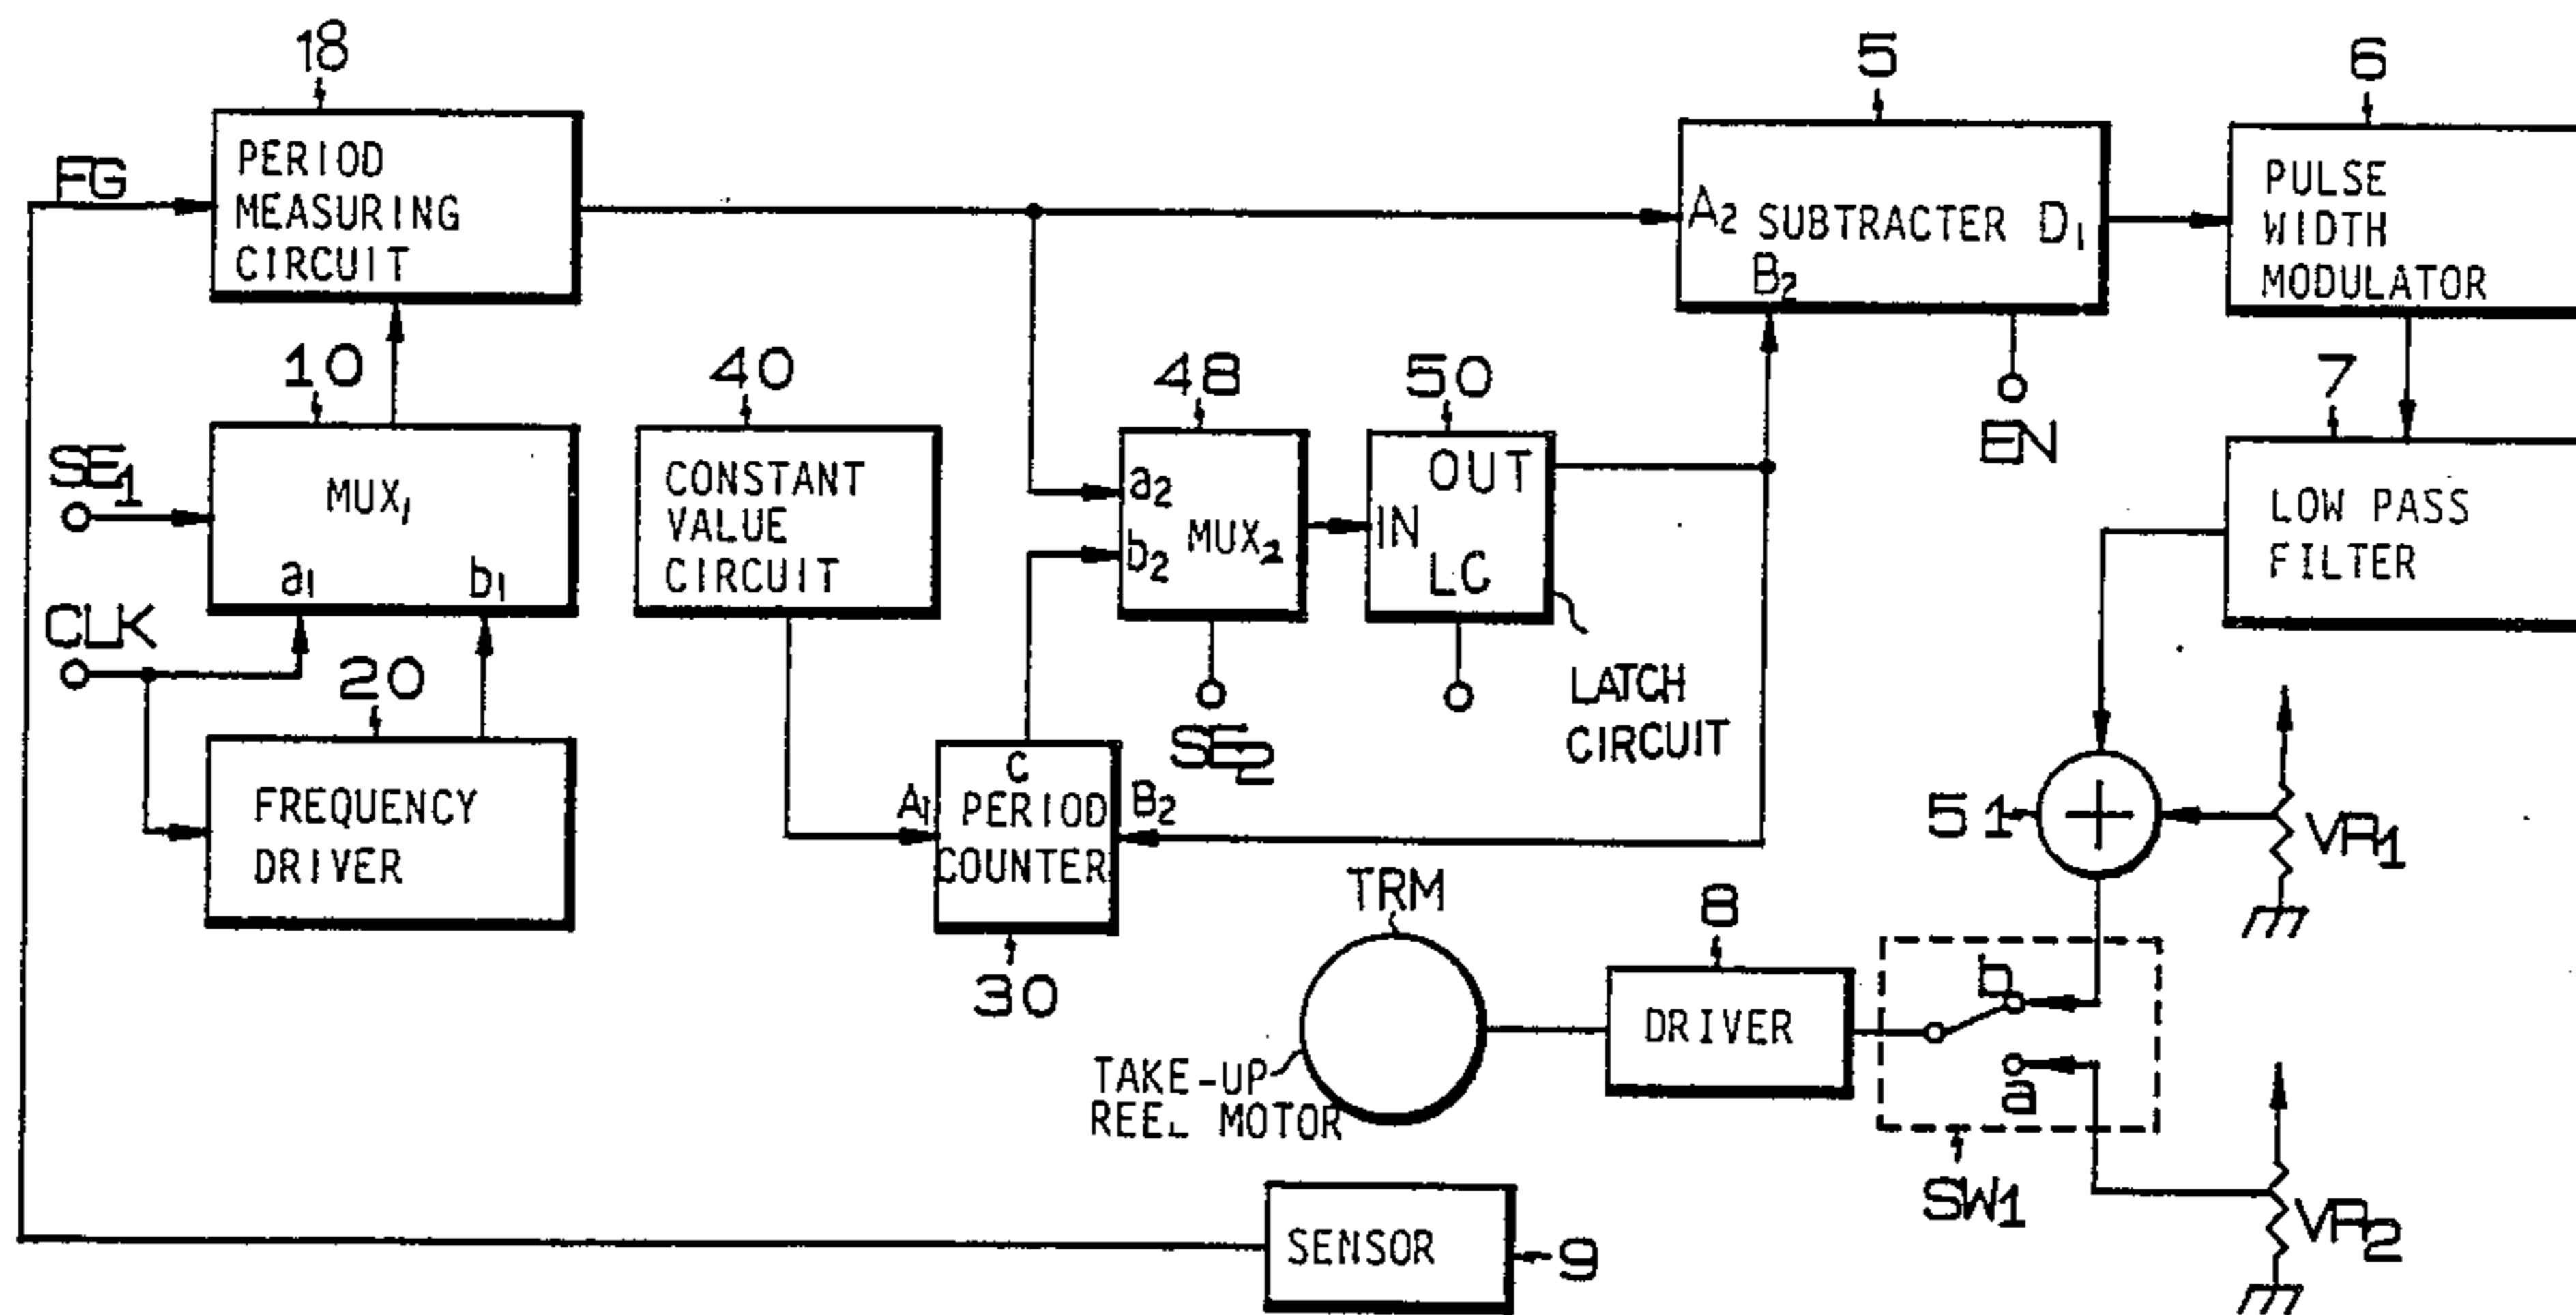 18
5
6
FG
PERIOD
MEASURING
CIRCUIT
A2 SUBTRACTER D1
B2
PULSE
WIDTH
MODULATOR
10
40
48
50
EN
7
SE1
MUX1
a1 b1
CONSTANT
VALUE
CIRCUIT
a2
b2 MUX2
OUT
IN
LC
LOW PASS
FILTER
CLK
20
SE2
LATCH
CIRCUIT
FREQUENCY
DRIVER
C
A1 PERIOD B2
COUNTER
30
51
VR1
TRM
8
TAKE-UP
REEL MOTOR
DRIVER
b
a
SW1
VR2
SENSOR
9